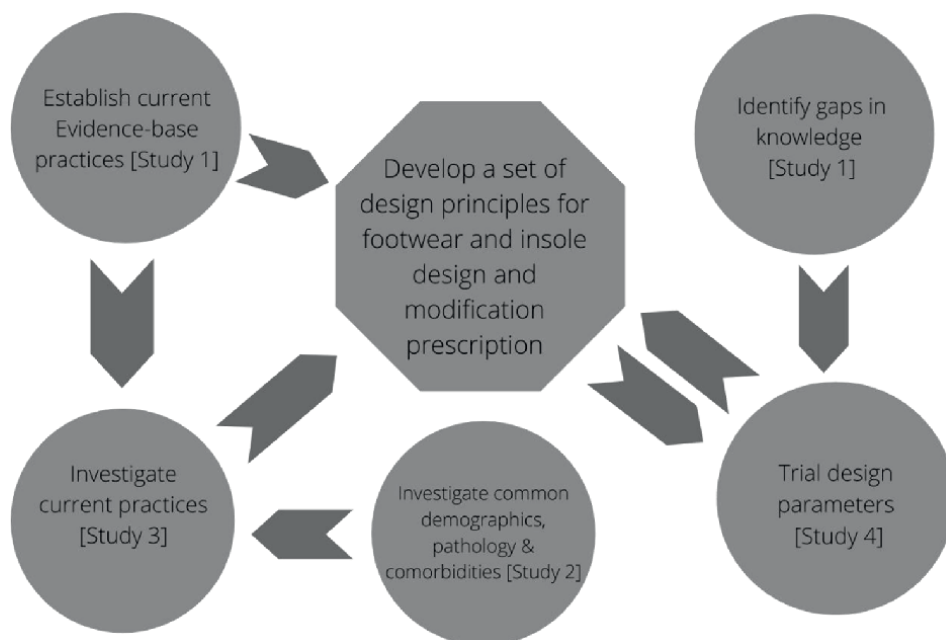 Establish current
Evidence-base
practices [Study 1]
Identify gaps in
knowledge
[Study 1]
Develop a set of
design principles for
footwear and insole
design and
modification
prescription
Investigate
current practices
[Study 3]
Investigate common
demographics,
pathology &
comorbidities [Study 2]
Trial design
parameters
[Study 4]